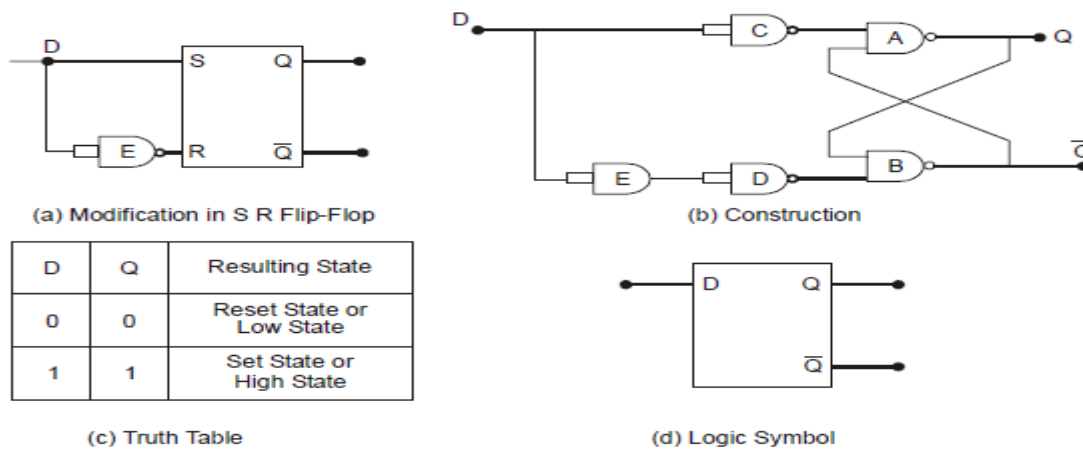 D
S Q
E R Q̅
(a) Modification in S R Flip-Flop
D C A Q
E D B Q̅
(b) Construction
D Q Resulting State
0 0 Reset State or
Low State
1 1 Set State or
High State
(c) Truth Table
D Q
Q̅
(d) Logic Symbol